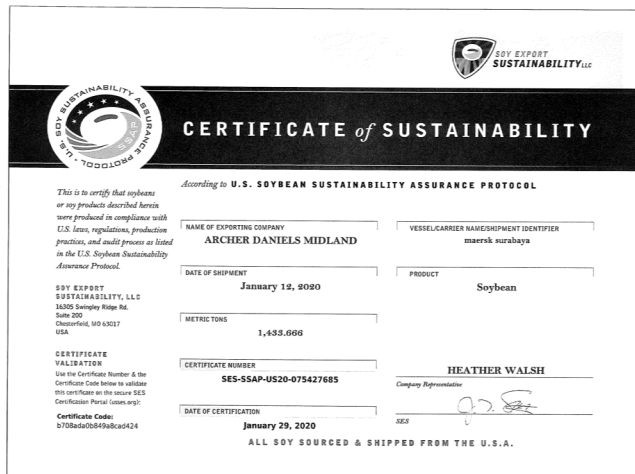 SOY EXPORT
SUSTAINABILITY LLC
U.S. SOY SUSTAINABILITY ASSURANCE PROTOCOL
SSAP
CERTIFICATE of SUSTAINABILITY
According to U.S. SOYBEAN SUSTAINABILITY ASSURANCE PROTOCOL
This is to certify that soybeans
or soy products described herein
were produced in compliance with
U.S. laws, regulations, production
practices, and audit process as listed
in the U.S. Soybean Sustainability
Assurance Protocol.
SOY EXPORT
SUSTAINABILITY, LLC
16305 Swingley Ridge Rd.
Suite 200
Chesterfield, MO 63017
USA
CERTIFICATE
VALIDATION
Use the Certificate Number & the
Certificate Code below to validate
this certificate on the secure SES
Certification Portal (usses.org):
Certificate Code:
b708ada0b849a8cad424
NAME OF EXPORTING COMPANY
ARCHER DANIELS MIDLAND
VESSEL/CARRIER NAME/SHIPMENT IDENTIFIER
maersk surabaya
DATE OF SHIPMENT
January 12, 2020
PRODUCT
Soybean
METRIC TONS
1,433.666
CERTIFICATE NUMBER
SES-SSAP-US20-075427685
HEATHER WALSH
Company Representative
DATE OF CERTIFICATION
January 29, 2020
SES
ALL SOY SOURCED & SHIPPED FROM THE U.S.A.